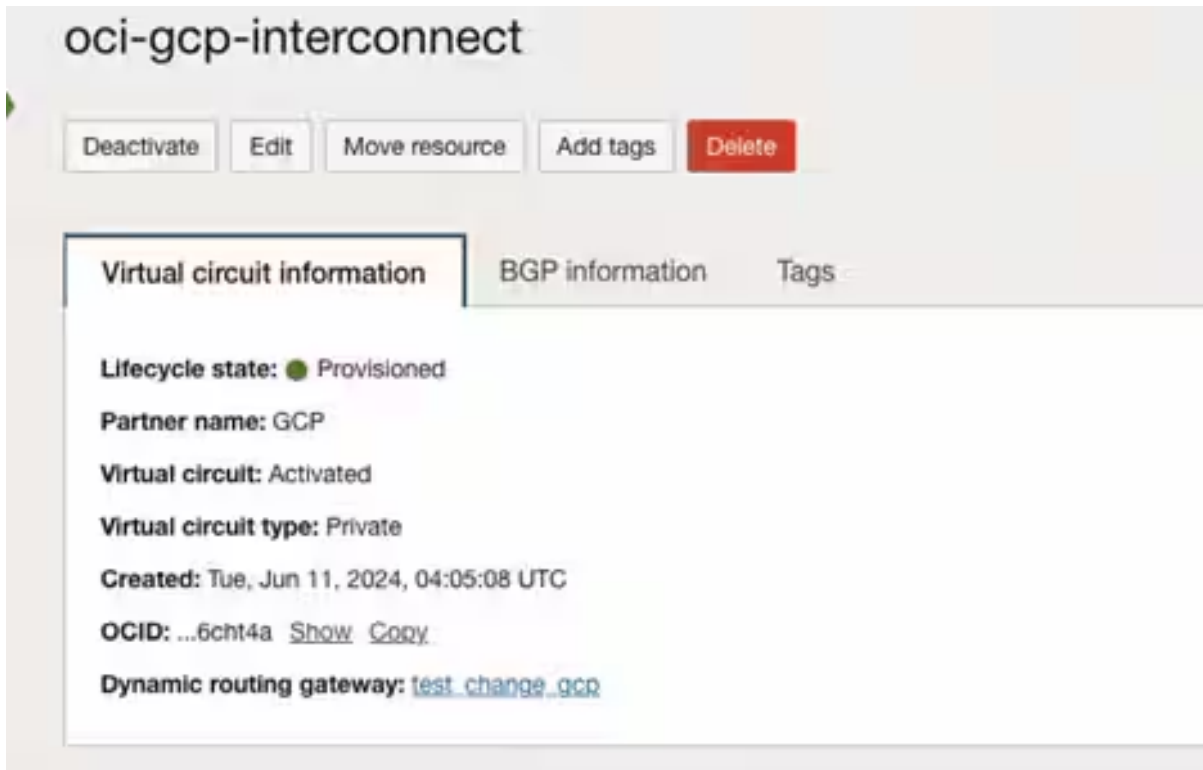 oci-gcp-interconnect
Deactivate Edit Move resource Add tags Delete
Virtual circuit information BGP information Tags
Lifecycle state: Provisioned
Partner name: GCP
Virtual circuit: Activated
Virtual circuit type: Private
Created: Tue, Jun 11, 2024, 04:05:08 UTC
OCID: ...6cht4a Show Copy
Dynamic routing gateway: test_change_gcp